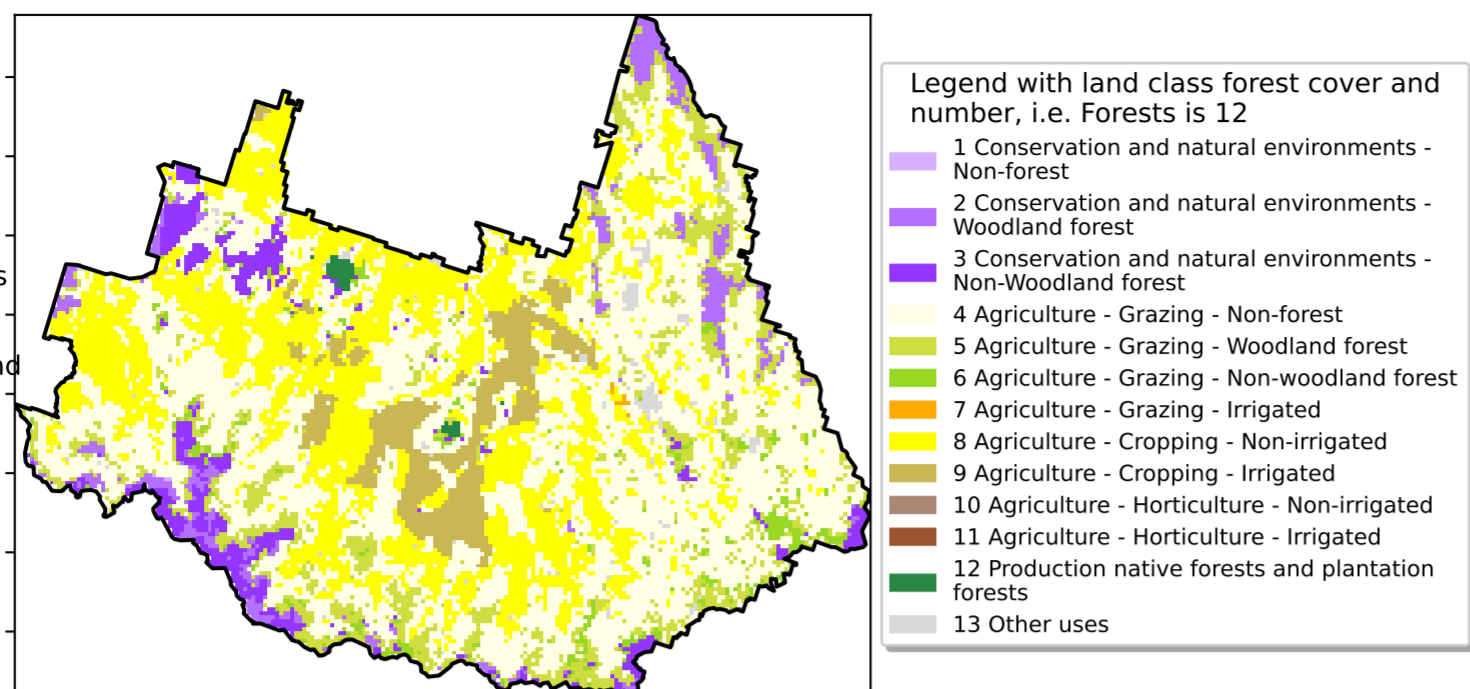 Legend with land class forest cover and
number, i.e. Forests is 12
1 Conservation and natural environments -
Non-forest
2 Conservation and natural environments -
Woodland forest
3 Conservation and natural environments -
Non-Woodland forest
4 Agriculture - Grazing - Non-forest
5 Agriculture - Grazing - Woodland forest
6 Agriculture - Grazing - Non-woodland forest
7 Agriculture - Grazing - Irrigated
8 Agriculture - Cropping - Non-irrigated
9 Agriculture - Cropping - Irrigated
10 Agriculture - Horticulture - Non-irrigated
11 Agriculture - Horticulture - Irrigated
12 Production native forests and plantation
forests
13 Other uses